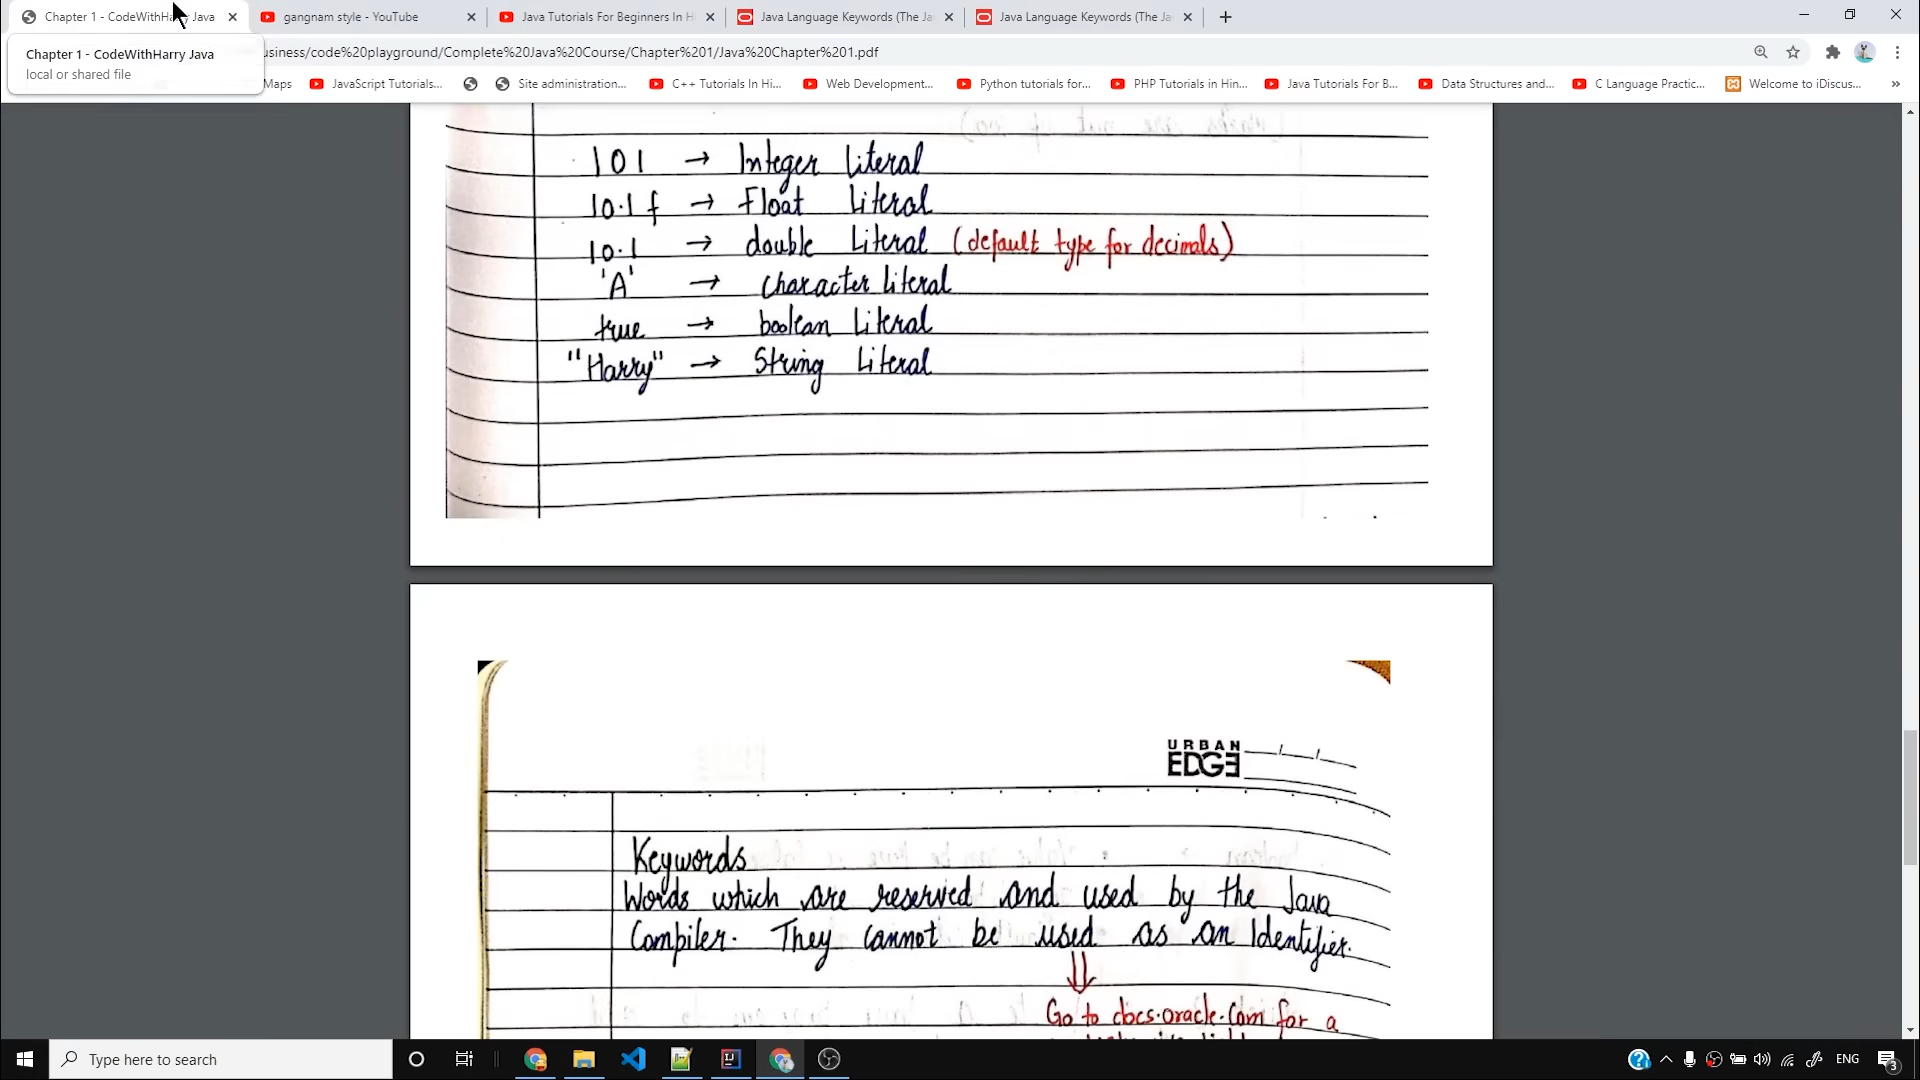 Chapter 1 - CodeWithHarry Java
gangnam style - YouTube
Java Tutorials For Beginners In H
Java Language Keywords (The Ja
Java Language Keywords (The Ja
Chapter 1 - CodeWithHarry Java
local or shared file
usiness/code%20playground/Complete%20Java%20Course/Chapter%201/Java%20Chapter%201.pdf
Maps
JavaScript Tutorials...
Site administration...
C++ Tutorials In Hi...
Web Development...
Python tutorials for...
PHP Tutorials in Hin...
Java Tutorials For B...
Data Structures and...
C Language Practic...
Welcome to iDiscus...
101 → Integer Literal
10.1 f → Float Literal
10.1 → double Literal (default type for decimals)
'A' → Character literal
true → boolean Literal
"Harry" → String Literal
URBAN
EDGE
Keywords
Words which are reserved and used by the Java
Compiler. They cannot be used as an Identifier.
Go to docs.oracle.com for a
Type here to search
ENG
3